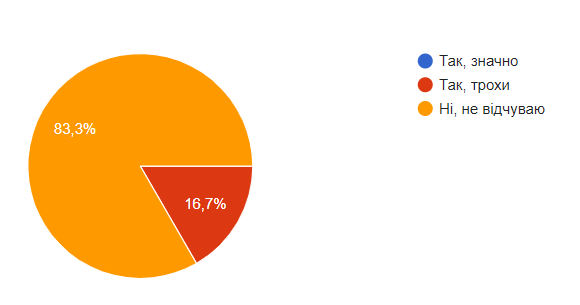 Так, значно
Так, трохи
Ні, не відчуваю
83,3%
16,7%